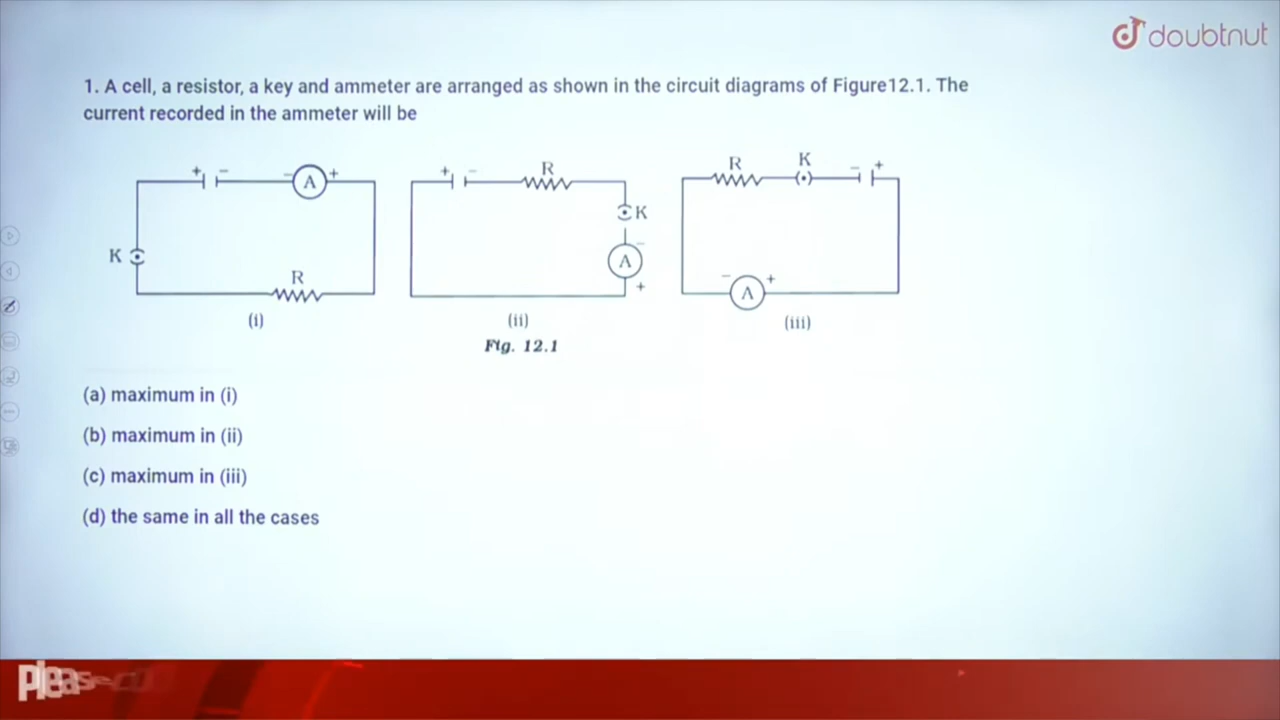 doubtnut
1. A cell, a resistor, a key and ammeter are arranged as shown in the circuit diagrams of Figure12.1. The
current recorded in the ammeter will be
+ − − A + K R (i)
+ − R K − A + (ii)
R K − + − A + (iii)
Fig. 12.1
(a) maximum in (i)
(b) maximum in (ii)
(c) maximum in (iii)
(d) the same in all the cases